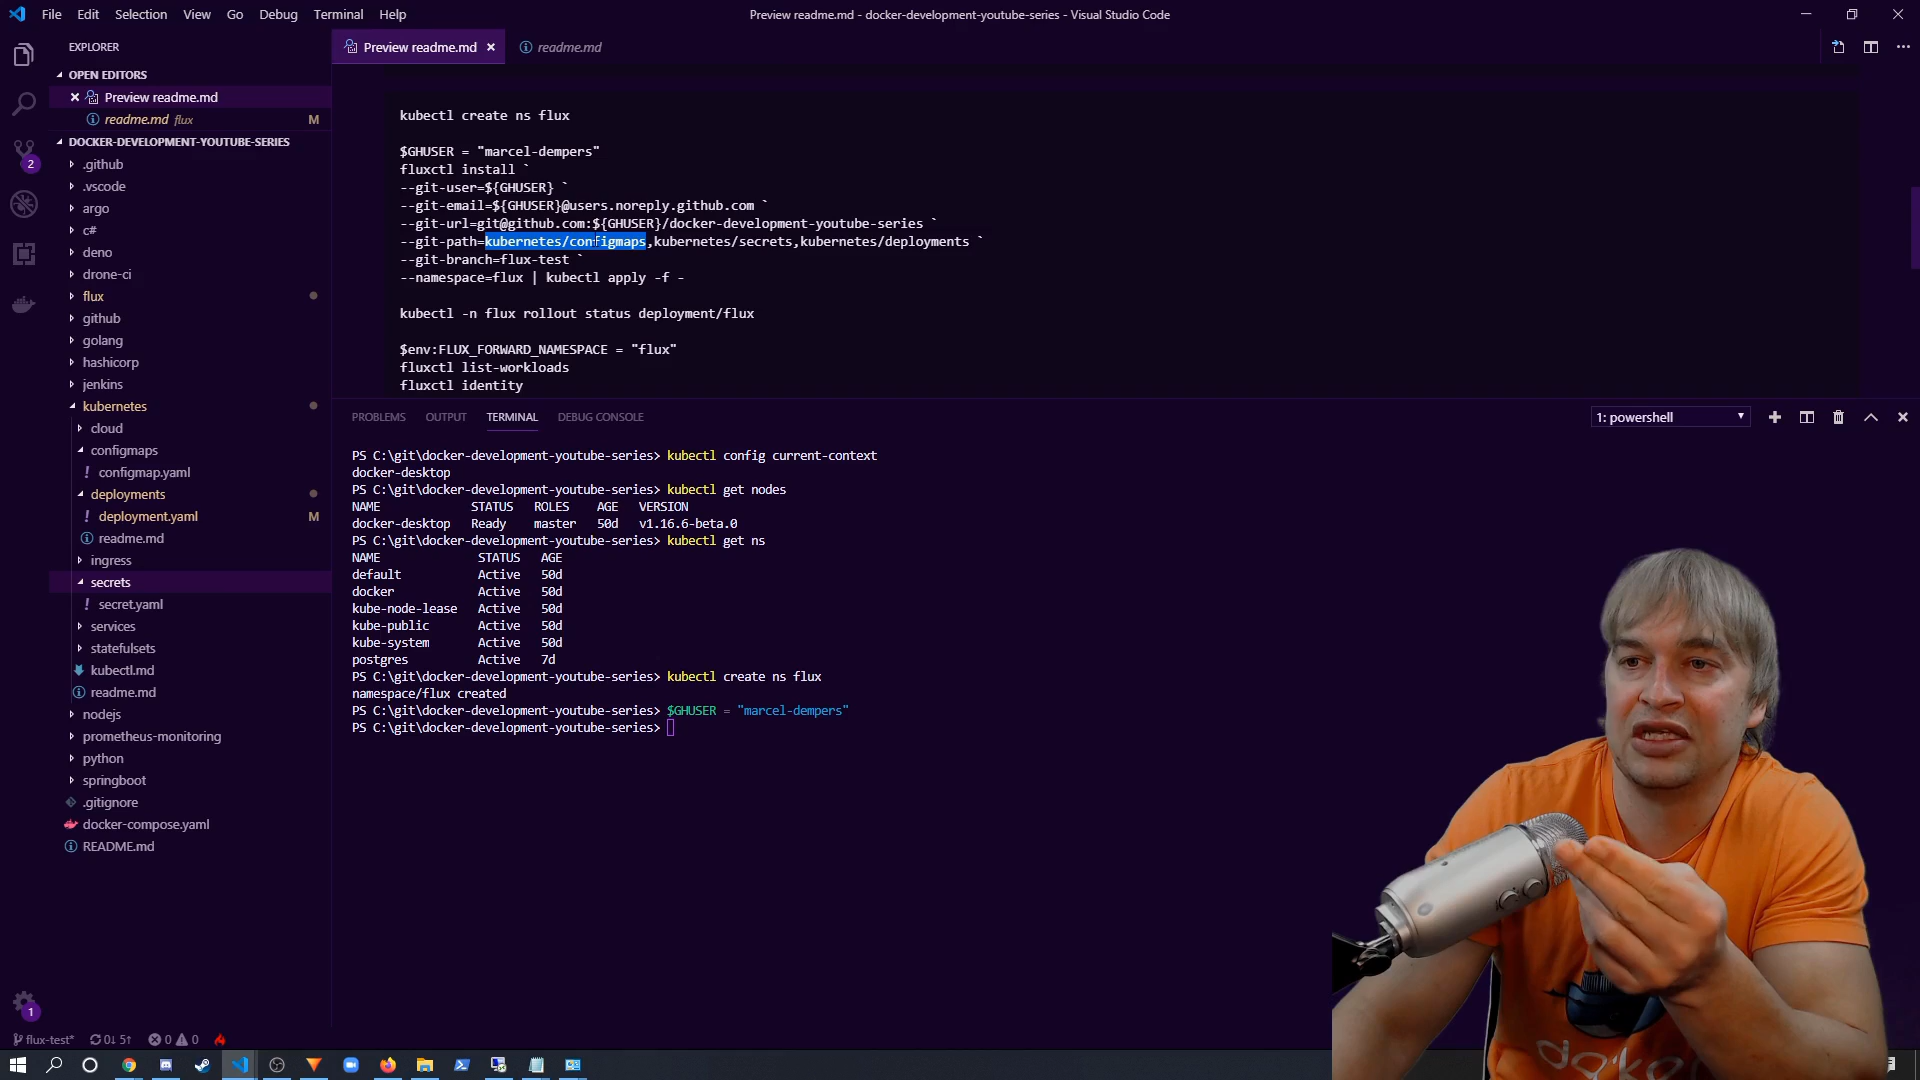 File Edit Selection View Go Debug Terminal Help
Preview readme.md - docker-development-youtube-series - Visual Studio Code
EXPLORER
OPEN EDITORS
Preview readme.md
readme.md flux M
DOCKER-DEVELOPMENT-YOUTUBE-SERIES
.github
.vscode
argo
c#
deno
drone-ci
flux
github
golang
hashicorp
jenkins
kubernetes
cloud
configmaps
configmap.yaml
deployments
deployment.yaml M
readme.md
ingress
secrets
secret.yaml
services
statefulsets
kubectl.md
readme.md
nodejs
prometheus-monitoring
python
springboot
.gitignore
docker-compose.yaml
README.md
2
1
Preview readme.md
readme.md
kubectl create ns flux
$GHUSER = "marcel-dempers"
fluxctl install `
--git-user=${GHUSER} `
--git-email=${GHUSER}@users.noreply.github.com `
--git-url=git@github.com:${GHUSER}/docker-development-youtube-series `
--git-path=kubernetes/configmaps,kubernetes/secrets,kubernetes/deployments `
--git-branch=flux-test `
--namespace=flux | kubectl apply -f -
kubectl -n flux rollout status deployment/flux
$env:FLUX_FORWARD_NAMESPACE = "flux"
fluxctl list-workloads
fluxctl identity
PROBLEMS OUTPUT TERMINAL DEBUG CONSOLE
1: powershell
PS C:\git\docker-development-youtube-series> kubectl config current-context
docker-desktop
PS C:\git\docker-development-youtube-series> kubectl get nodes
NAME STATUS ROLES AGE VERSION
docker-desktop Ready master 50d v1.16.6-beta.0
PS C:\git\docker-development-youtube-series> kubectl get ns
NAME STATUS AGE
default Active 50d
docker Active 50d
kube-node-lease Active 50d
kube-public Active 50d
kube-system Active 50d
postgres Active 7d
PS C:\git\docker-development-youtube-series> kubectl create ns flux
namespace/flux created
PS C:\git\docker-development-youtube-series> $GHUSER = "marcel-dempers"
PS C:\git\docker-development-youtube-series>
flux-test* 0↓ 5↑ 0 0